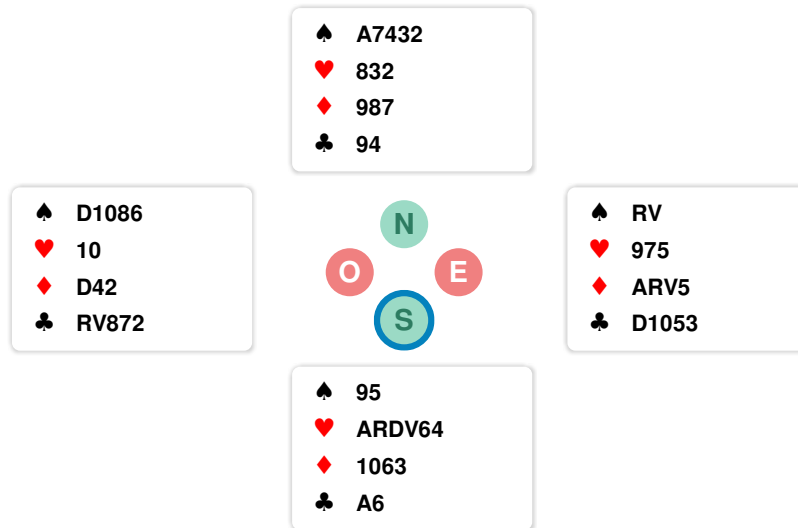 ♠ A7432
♥ 832
♦ 987
♣ 94
♠ D1086
♥ 10
♦ D42
♣ RV872
N
O E
S
♠ RV
♥ 975
♦ ARV5
♣ D1053
♠ 95
♥ ARDV64
♦ 1063
♣ A6